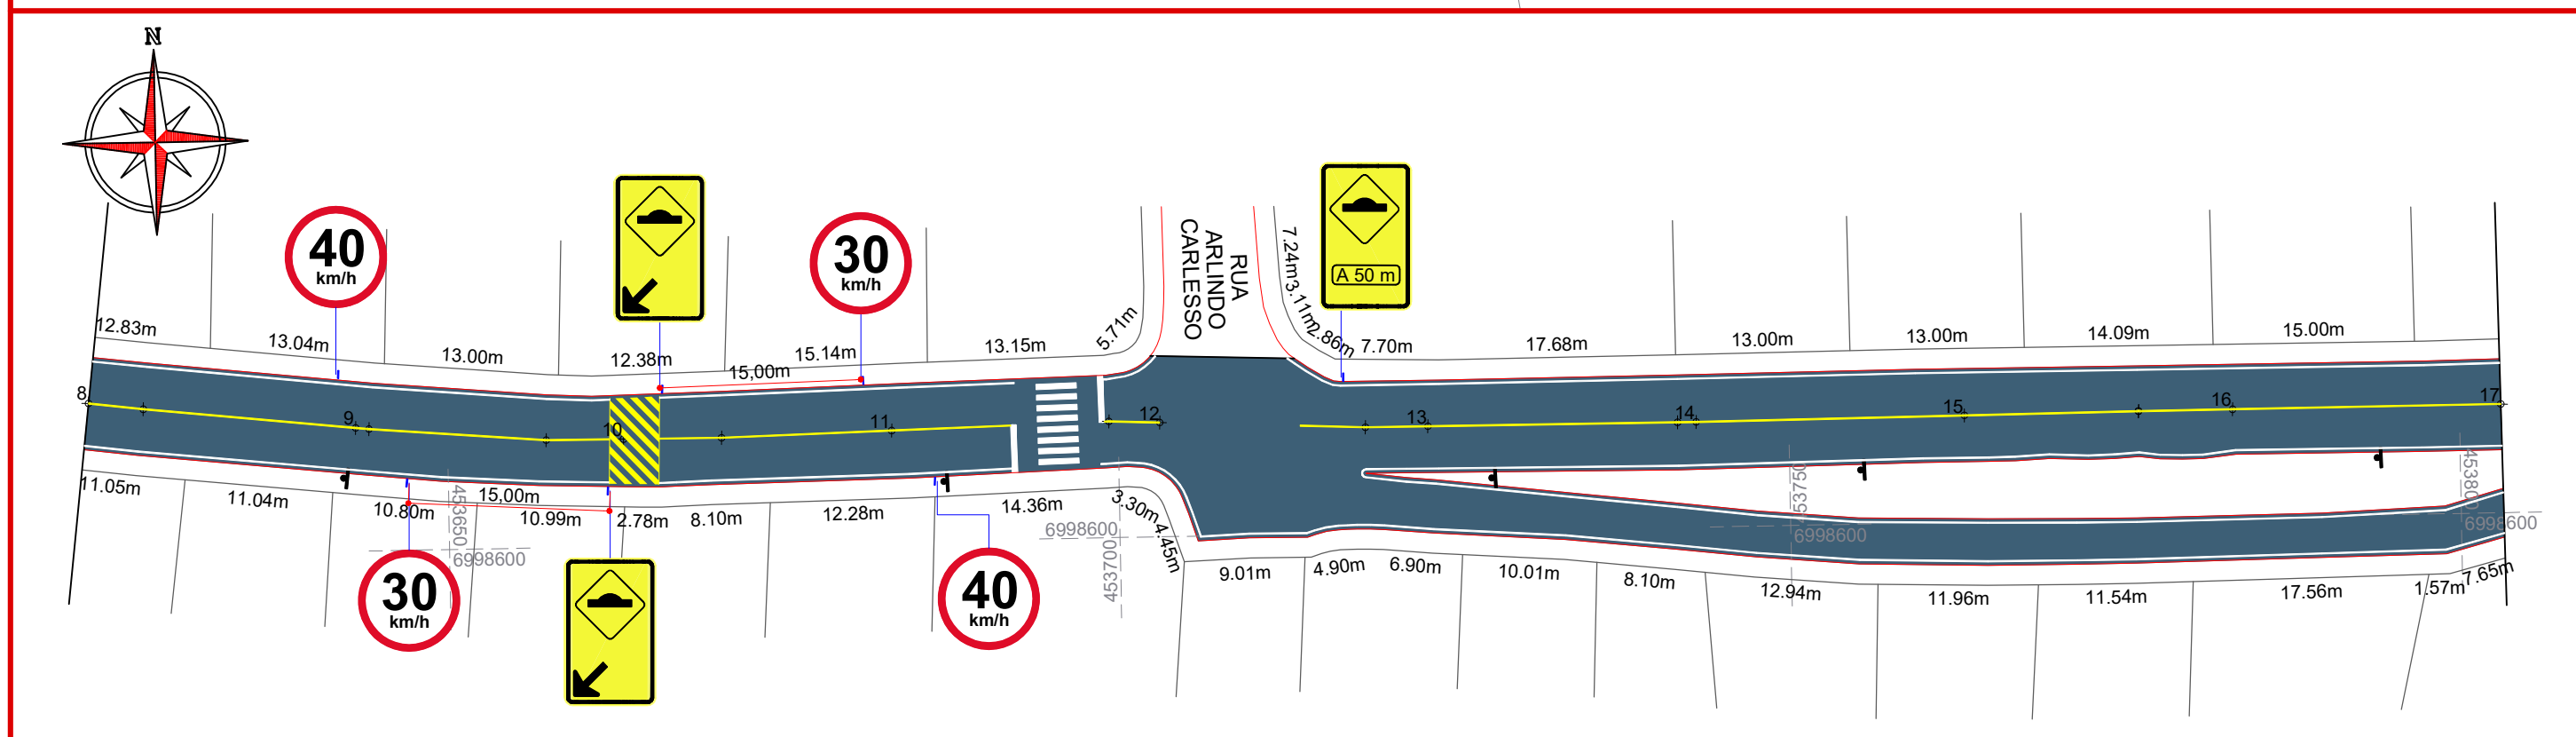 N
40
km/h
30
km/h
A 50 m
RUA
ARLINDO
CARLESSO
7.24m
3.11m
2.86m
5.71m
12.83m
13.04m
13.00m
12.38m
15,00m
15.14m
13.15m
7.70m
17.68m
13.00m
13.00m
14.09m
15.00m
8
9
10
11
12
13
14
15
16
17
11.05m
11.04m
10.80m
15,00m
10.99m
2.78m
8.10m
12.28m
14.36m
3.30m
4.45m
9.01m
4.90m
6.90m
10.01m
8.10m
12.94m
11.96m
11.54m
17.56m
1.57m
7.65m
453650
6998600
453700
6998600
453750
6998600
453800
6998600
30
km/h
40
km/h